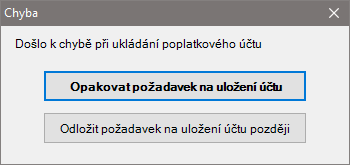 Chyba
Došlo k chybě při ukládání poplatkového účtu
Opakovat požadavek na uložení účtu
Odložit požadavek na uložení účtu později